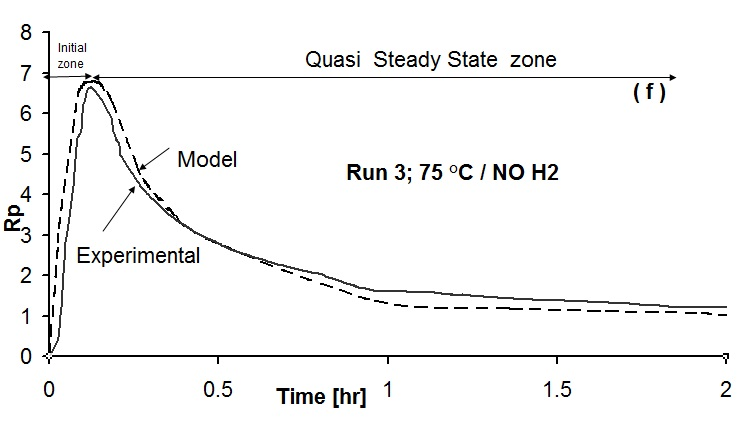 8
Initial
zone
Quasi Steady State zone
7
( f )
6
5
Model
Run 3; 75 ᴼC / NO H2
4
Rp
3
Experimental
2
1
0
0 0.5 1 1.5 2
Time [hr]